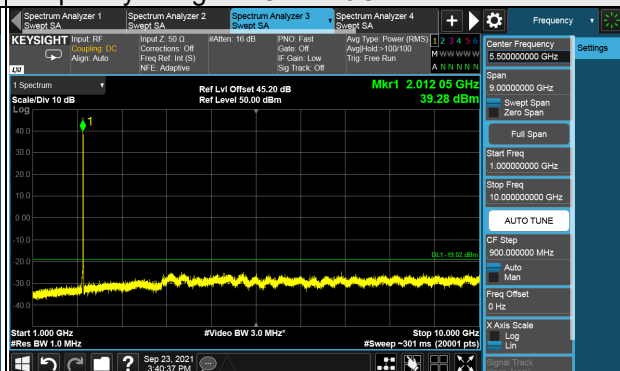 Spectrum Analyzer 1
Swept SA
Spectrum Analyzer 2
Swept SA
Spectrum Analyzer 3
Swept SA
Spectrum Analyzer 4
Swept SA
+
Frequency
KEYSIGHT
Input: RF
Coupling: DC
Align: Auto
Input Z: 50 Ω
Corrections: Off
Freq Ref: Int (S)
NFE: Adaptive
#Atten: 16 dB
PNO: Fast
Gate: Off
IF Gain: Low
Sig Track: Off
Avg Type: Power (RMS)
Avg|Hold:>100/100
Trig: Free Run
1 2 3 4 5 6
M W W W W W
A N N N N N
LXI
1 Spectrum
Scale/Div 10 dB
Ref Lvl Offset 45.20 dB
Ref Level 50.00 dBm
Mkr1 2.012 05 GHz
39.28 dBm
Log
1
40.0
30.0
20.0
10.0
0.00
-10.0
-20.0
-30.0
-40.0
DL1 -19.02 dBm
Start 1.000 GHz
#Res BW 1.0 MHz
#Video BW 3.0 MHz*
Stop 10.000 GHz
#Sweep ~301 ms (20001 pts)
?
Sep 23, 2021
3:40:37 PM
Settings
Center Frequency
5.500000000 GHz
Span
9.00000000 GHz
Swept Span
Zero Span
Full Span
Start Freq
1.000000000 GHz
Stop Freq
10.000000000 GHz
AUTO TUNE
CF Step
900.000000 MHz
Auto
Man
Freq Offset
0 Hz
X Axis Scale
Log
Lin
Signal Track